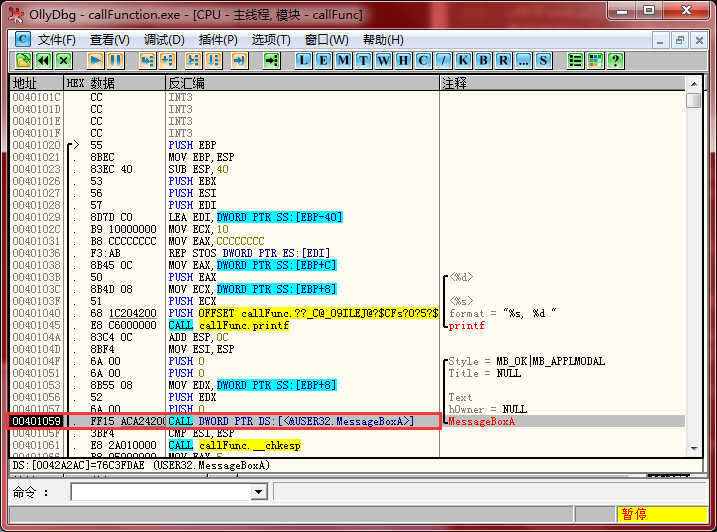 OllyDbg - callFunction.exe - [CPU - 主线程, 模块 - callFunc]
C 文件(F) 查看(V) 调试(D) 插件(P) 选项(T) 窗口(W) 帮助(H)
L E M T W H C / K B R ... S ?
地址 HEX 数据 反汇编 注释
0040101C CC INT3
0040101D CC INT3
0040101E CC INT3
0040101F CC INT3
00401020 > 55 PUSH EBP
00401021 . 8BEC MOV EBP,ESP
00401023 . 83EC 40 SUB ESP,40
00401026 . 53 PUSH EBX
00401027 . 56 PUSH ESI
00401028 . 57 PUSH EDI
00401029 . 8D7D C0 LEA EDI,DWORD PTR SS:[EBP-40]
0040102C . B9 10000000 MOV ECX,10
00401031 . B8 CCCCCCCC MOV EAX,CCCCCCCC
00401036 . F3:AB REP STOS DWORD PTR ES:[EDI]
00401038 . 8B45 0C MOV EAX,DWORD PTR SS:[EBP+C]
0040103B . 50 PUSH EAX <%d>
0040103C . 8B4D 08 MOV ECX,DWORD PTR SS:[EBP+8]
0040103F . 51 PUSH ECX <%s>
00401040 . 68 1C204200 PUSH OFFSET callFunc.??_C@_09ILEJ@?$CFs?0?5?$ format = "%s, %d "
00401045 . E8 C6000000 CALL callFunc.printf printf
0040104A . 83C4 0C ADD ESP,0C
0040104D . 8BF4 MOV ESI,ESP
0040104F . 6A 00 PUSH 0 Style = MB_OK|MB_APPLMODAL
00401051 . 6A 00 PUSH 0 Title = NULL
00401053 . 8B55 08 MOV EDX,DWORD PTR SS:[EBP+8]
00401056 . 52 PUSH EDX Text
00401057 . 6A 00 PUSH 0 hOwner = NULL
00401059 . FF15 ACA24200 CALL DWORD PTR DS:[<&USER32.MessageBoxA>] MessageBoxA
0040105F . 3BF4 CMP ESI,ESP
00401061 . E8 2A010000 CALL callFunc.__chkesp
DS:[0042A2AC]=76C3FDAE (USER32.MessageBoxA)
命令 :
暂停